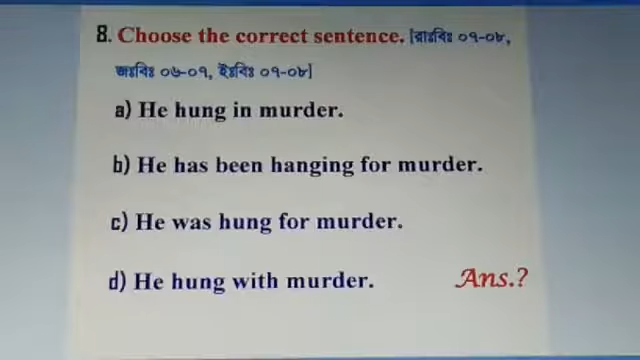 8. Choose the correct sentence. [রাঃবিঃ ০৭-০৮,
জঃবিঃ ০৬-০৭, ইঃবিঃ ০৭-০৮]
a) He hung in murder.
b) He has been hanging for murder.
c) He was hung for murder.
d) He hung with murder. Ans.?